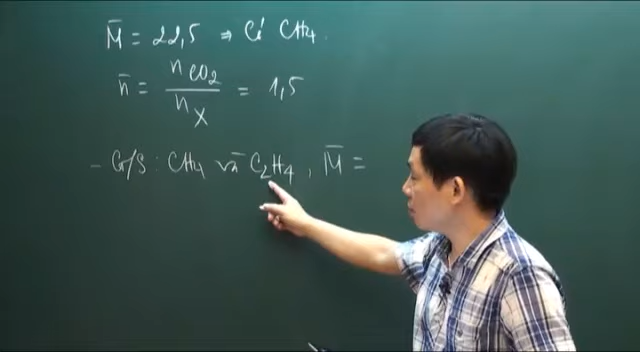 M̄ = 22,5 ⇒ Có CH4.
n̄ = nCO2 / nX = 1,5
- G/S: CH4 và C2H4, M̄ =